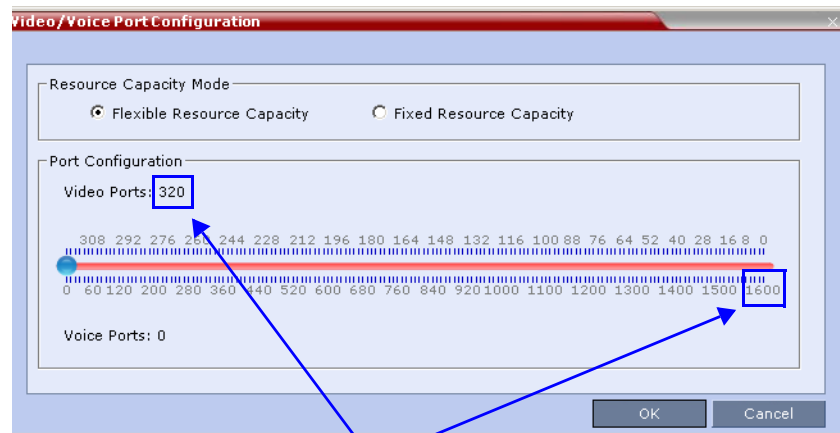 Video/Voice Port Configuration
Resource Capacity Mode
Flexible Resource Capacity Fixed Resource Capacity
Port Configuration
Video Ports: 320
308 292 276 260 244 228 212 196 180 164 148 132 116 100 88 76 64 52 40 28 16 8 0
0 60 120 200 280 360 440 520 600 680 760 840 920 1000 1100 1200 1300 1400 1500 1600
Voice Ports: 0
OK Cancel